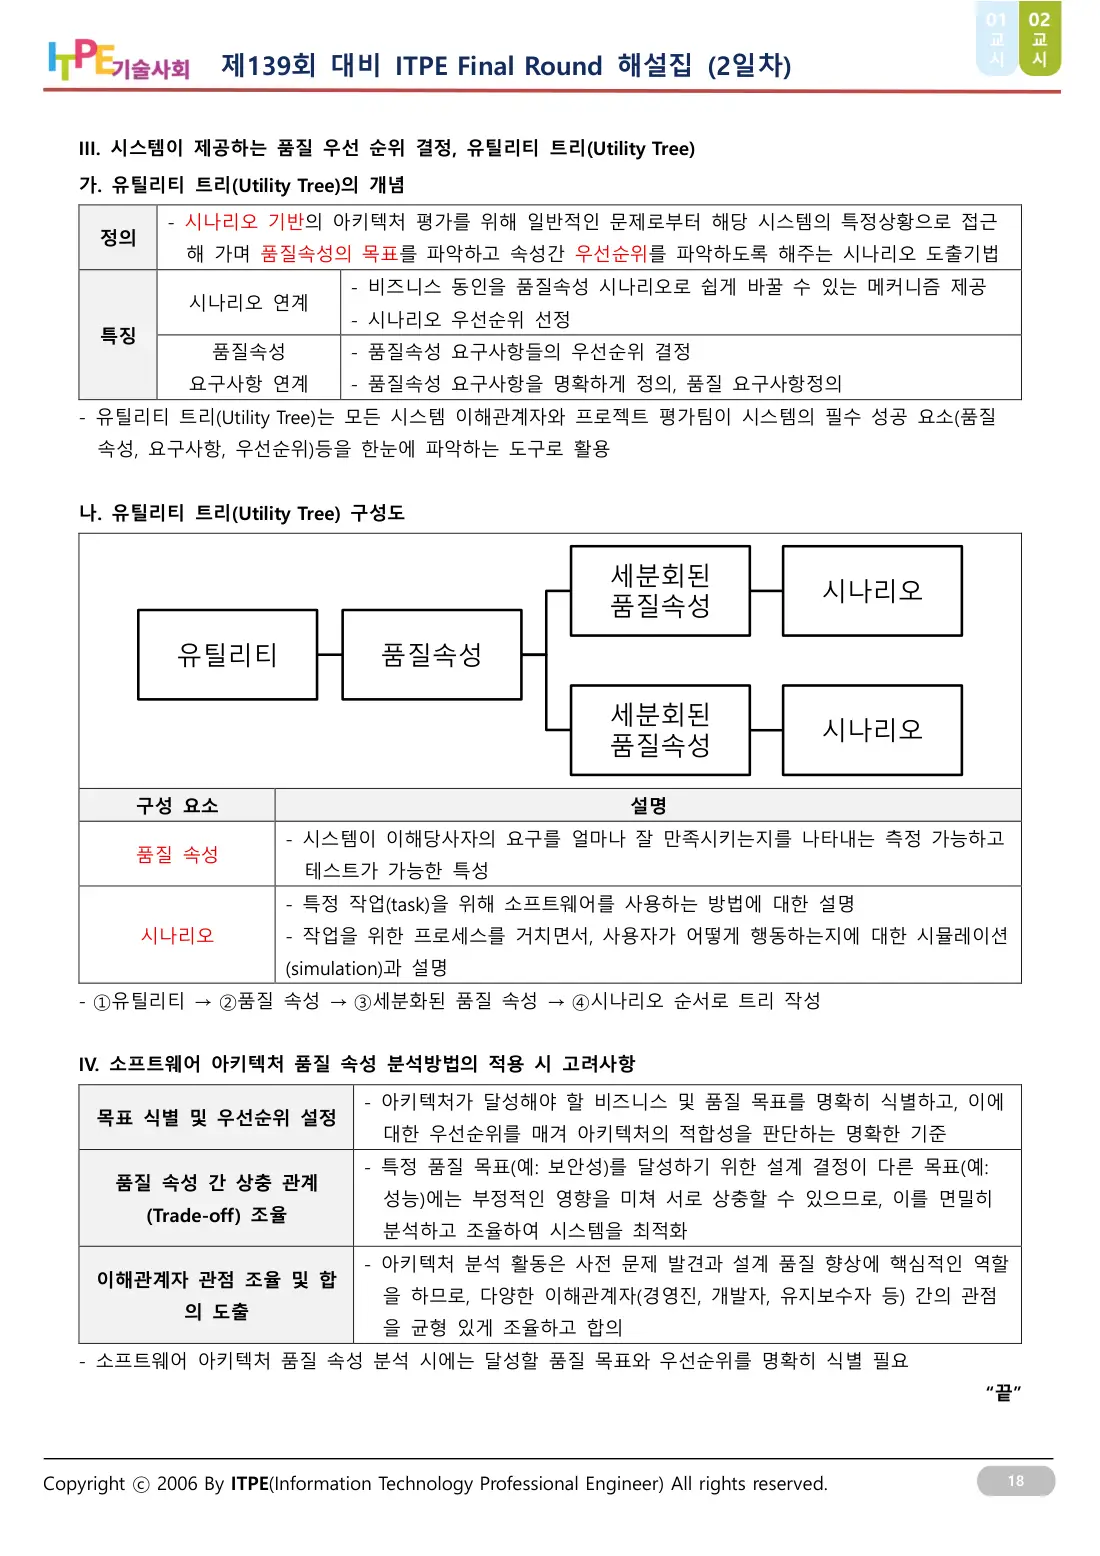 01
교
시
02
교
시
ITPE기술사회 제139회 대비 ITPE Final Round 해설집 (2일차)
III. 시스템이 제공하는 품질 우선 순위 결정, 유틸리티 트리(Utility Tree)
가. 유틸리티 트리(Utility Tree)의 개념
정의
- 시나리오 기반의 아키텍처 평가를 위해 일반적인 문제로부터 해당 시스템의 특정상황으로 접근
해 가며 품질속성의 목표를 파악하고 속성간 우선순위를 파악하도록 해주는 시나리오 도출기법
특징
시나리오 연계
- 비즈니스 동인을 품질속성 시나리오로 쉽게 바꿀 수 있는 메커니즘 제공
- 시나리오 우선순위 선정
품질속성
요구사항 연계
- 품질속성 요구사항들의 우선순위 결정
- 품질속성 요구사항을 명확하게 정의, 품질 요구사항정의
- 유틸리티 트리(Utility Tree)는 모든 시스템 이해관계자와 프로젝트 평가팀이 시스템의 필수 성공 요소(품질
속성, 요구사항, 우선순위)등을 한눈에 파악하는 도구로 활용
나. 유틸리티 트리(Utility Tree) 구성도
유틸리티
품질속성
세분회된
품질속성
시나리오
세분회된
품질속성
시나리오
구성 요소
설명
품질 속성
- 시스템이 이해당사자의 요구를 얼마나 잘 만족시키는지를 나타내는 측정 가능하고
테스트가 가능한 특성
시나리오
- 특정 작업(task)을 위해 소프트웨어를 사용하는 방법에 대한 설명
- 작업을 위한 프로세스를 거치면서, 사용자가 어떻게 행동하는지에 대한 시뮬레이션
(simulation)과 설명
- ①유틸리티 → ②품질 속성 → ③세분화된 품질 속성 → ④시나리오 순서로 트리 작성
IV. 소프트웨어 아키텍처 품질 속성 분석방법의 적용 시 고려사항
목표 식별 및 우선순위 설정
- 아키텍처가 달성해야 할 비즈니스 및 품질 목표를 명확히 식별하고, 이에
대한 우선순위를 매겨 아키텍처의 적합성을 판단하는 명확한 기준
품질 속성 간 상충 관계
(Trade-off) 조율
- 특정 품질 목표(예: 보안성)를 달성하기 위한 설계 결정이 다른 목표(예:
성능)에는 부정적인 영향을 미쳐 서로 상충할 수 있으므로, 이를 면밀히
분석하고 조율하여 시스템을 최적화
이해관계자 관점 조율 및 합
의 도출
- 아키텍처 분석 활동은 사전 문제 발견과 설계 품질 향상에 핵심적인 역할
을 하므로, 다양한 이해관계자(경영진, 개발자, 유지보수자 등) 간의 관점
을 균형 있게 조율하고 합의
- 소프트웨어 아키텍처 품질 속성 분석 시에는 달성할 품질 목표와 우선순위를 명확히 식별 필요
“끝”
Copyright ⓒ 2006 By ITPE(Information Technology Professional Engineer) All rights reserved.
18